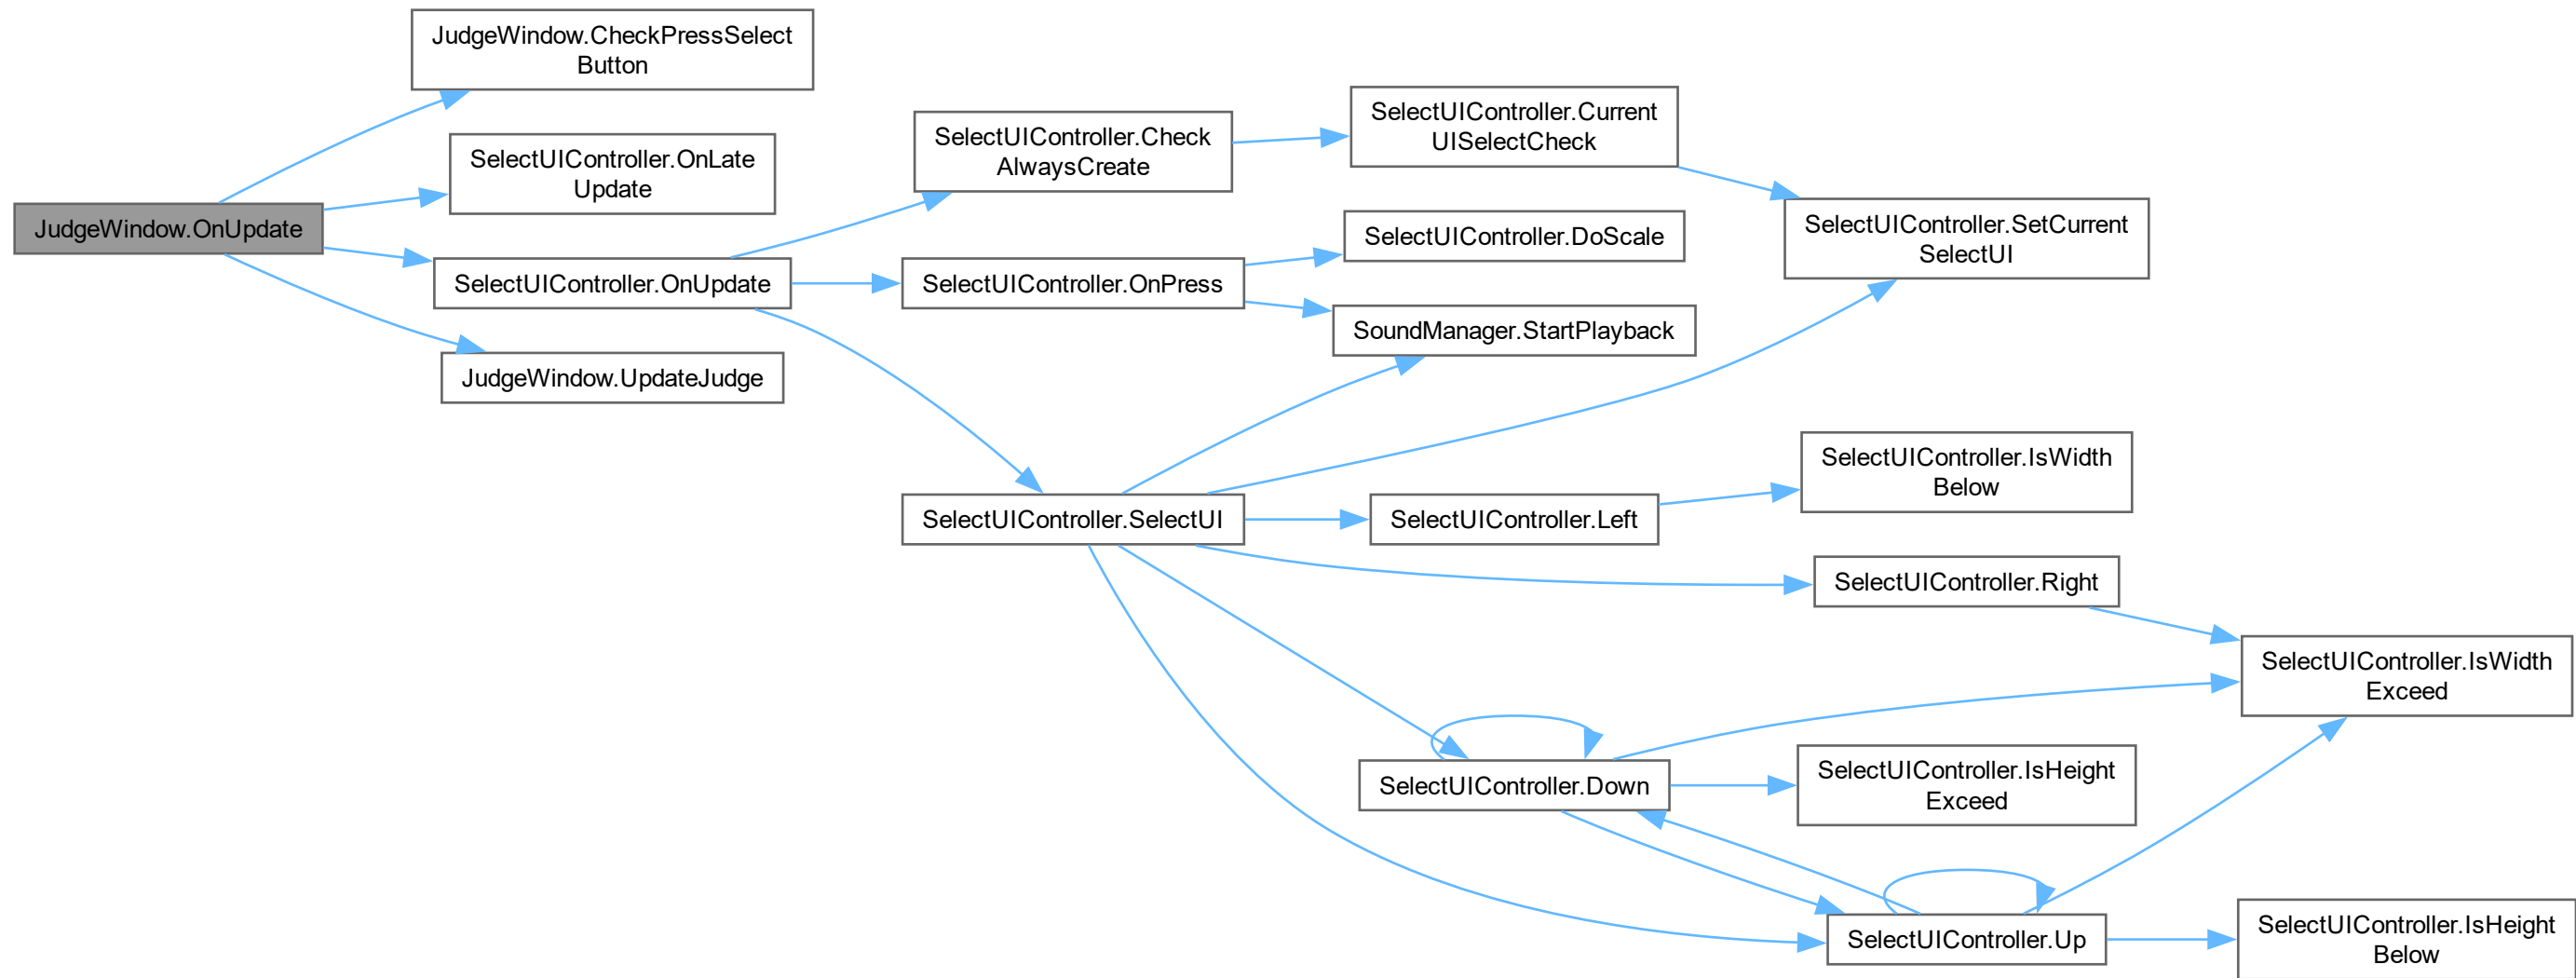 JudgeWindow.CheckPressSelect
Button
SelectUIController.OnLate
Update
JudgeWindow.OnUpdate
SelectUIController.OnUpdate
JudgeWindow.UpdateJudge
SelectUIController.Check
AlwaysCreate
SelectUIController.OnPress
SelectUIController.SelectUI
SelectUIController.Current
UISelectCheck
SelectUIController.DoScale
SoundManager.StartPlayback
SelectUIController.Left
SelectUIController.Down
SelectUIController.SetCurrent
SelectUI
SelectUIController.IsWidth
Below
SelectUIController.Right
SelectUIController.IsHeight
Exceed
SelectUIController.Up
SelectUIController.IsWidth
Exceed
SelectUIController.IsHeight
Below